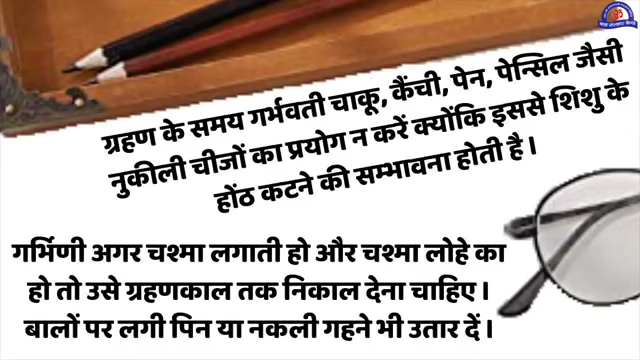 ग्रहण के समय गर्भवती चाकू, कैंची, पेन, पेन्सिल जैसी
नुकीली चीजों का प्रयोग न करें क्योंकि इससे शिशु के
होंठ कटने की सम्भावना होती है ।
गर्भिणी अगर चश्मा लगाती हो और चश्मा लोहे का
हो तो उसे ग्रहणकाल तक निकाल देना चाहिए ।
बालों पर लगी पिन या नकली गहने भी उतार दें ।